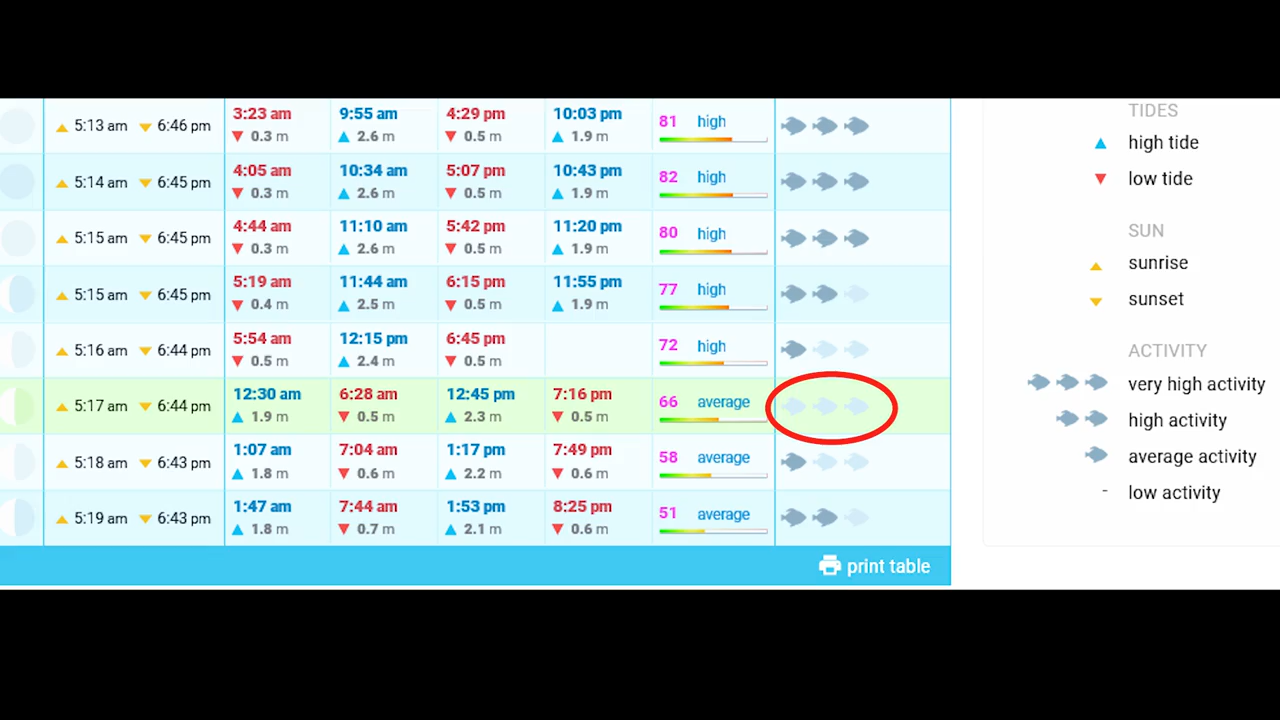 5:13 am 6:46 pm 3:23 am 9:55 am 4:29 pm 10:03 pm 81 high
0.3 m 2.6 m 0.5 m 1.9 m
5:14 am 6:45 pm 4:05 am 10:34 am 5:07 pm 10:43 pm 82 high
0.3 m 2.6 m 0.5 m 1.9 m
5:15 am 6:45 pm 4:44 am 11:10 am 5:42 pm 11:20 pm 80 high
0.3 m 2.6 m 0.5 m 1.9 m
5:15 am 6:45 pm 5:19 am 11:44 am 6:15 pm 11:55 pm 77 high
0.4 m 2.5 m 0.5 m 1.9 m
5:16 am 6:44 pm 5:54 am 12:15 pm 6:45 pm 72 high
0.5 m 2.4 m 0.5 m
5:17 am 6:44 pm 12:30 am 6:28 am 12:45 pm 7:16 pm 66 average
1.9 m 0.5 m 2.3 m 0.5 m
5:18 am 6:43 pm 1:07 am 7:04 am 1:17 pm 7:49 pm 58 average
1.8 m 0.6 m 2.2 m 0.6 m
5:19 am 6:43 pm 1:47 am 7:44 am 1:53 pm 8:25 pm 51 average
1.8 m 0.7 m 2.1 m 0.6 m
print table
TIDES
high tide
low tide
SUN
sunrise
sunset
ACTIVITY
very high activity
high activity
average activity
- low activity